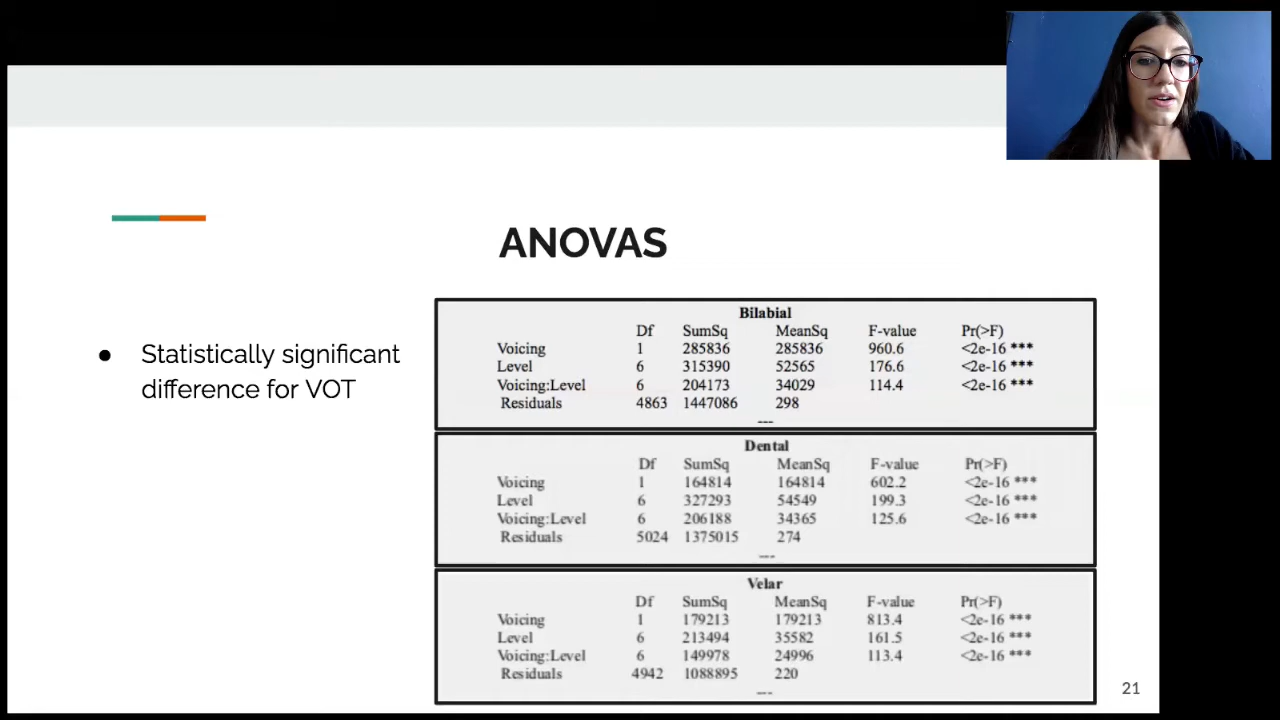 ANOVAS
● Statistically significant
difference for VOT
Bilabial
Df SumSq MeanSq F-value Pr(>F)
Voicing 1 285836 285836 960.6 <2e-16 ***
Level 6 315390 52565 176.6 <2e-16 ***
Voicing:Level 6 204173 34029 114.4 <2e-16 ***
Residuals 4863 1447086 298
---
Dental
Df SumSq MeanSq F-value Pr(>F)
Voicing 1 164814 164814 602.2 <2e-16 ***
Level 6 327293 54549 199.3 <2e-16 ***
Voicing:Level 6 206188 34365 125.6 <2e-16 ***
Residuals 5024 1375015 274
---
Velar
Df SumSq MeanSq F-value Pr(>F)
Voicing 1 179213 179213 813.4 <2e-16 ***
Level 6 213494 35582 161.5 <2e-16 ***
Voicing:Level 6 149978 24996 113.4 <2e-16 ***
Residuals 4942 1088895 220
---
21